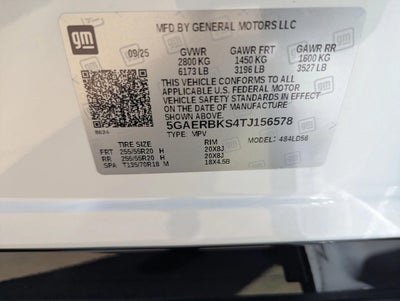 MFD BY GENERAL MOTORS LLC
gm
09/25 GVWR GAWR FRT GAWR RR
2800 KG 1450 KG 1600 KG
6173 LB 3196 LB 3527 LB
THIS VEHICLE CONFORMS TO ALL
APPLICABLE U.S. FEDERAL MOTOR
VEHICLE SAFETY STANDARDS IN EFFECT
ON THE DATE OF MANUFACTURE
SHOWN ABOVE.
5GAERBKS4TJ156578
TYPE: MPV MODEL: 4

84LD56
TIRE SIZE RIM
FRT 255/55R20 H 20X8J
RR 255/55R20 H 20X8J
SPA T135/70R18 M 18X4.5B